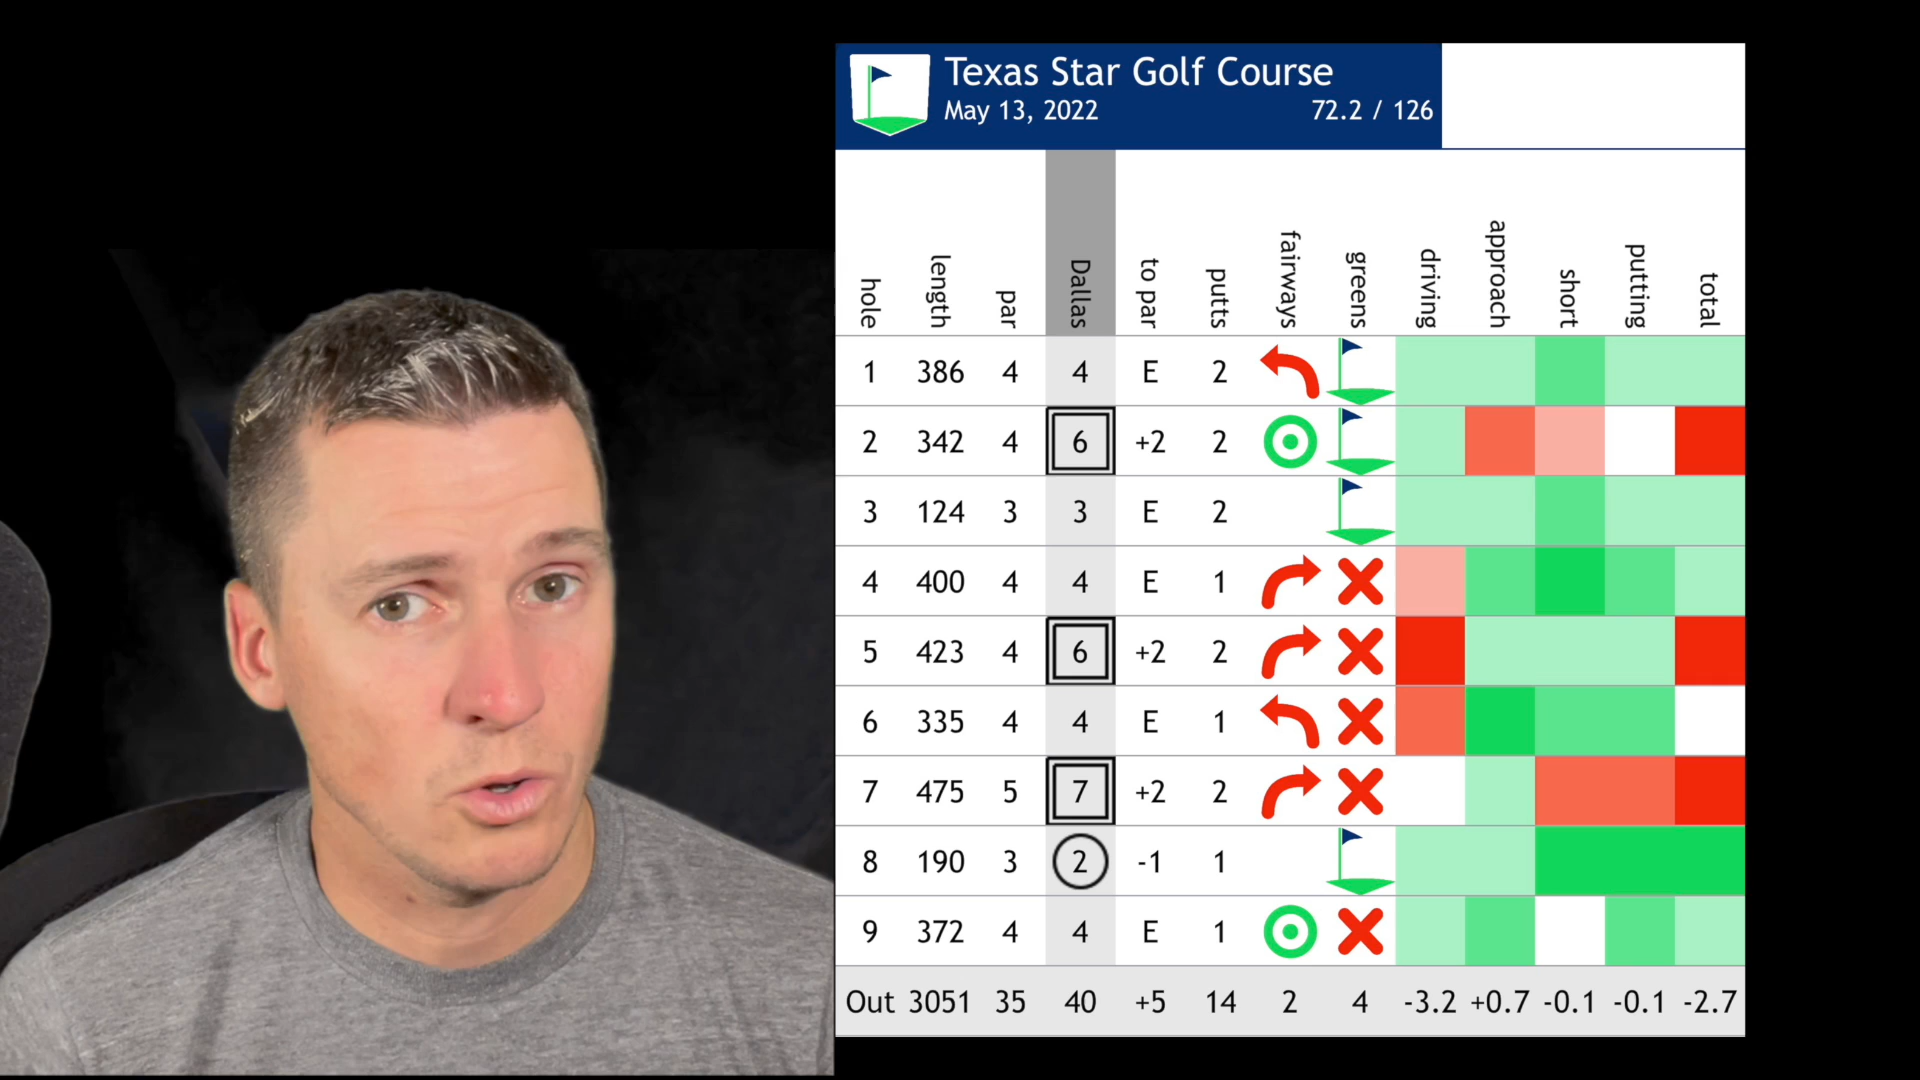 Texas Star Golf Course
May 13, 2022 72.2 / 126
hole length par Dallas to par putts fairways greens driving approach short putting total
1 386 4 4 E 2
2 342 4 6 +2 2
3 124 3 3 E 2
4 400 4 4 E 1
5 423 4 6 +2 2
6 335 4 4 E 1
7 475 5 7 +2 2
8 190 3 2 -1 1
9 372 4 4 E 1
Out 3051 35 40 +5 14 2 4 -3.2 +0.7 -0.1 -0.1 -2.7